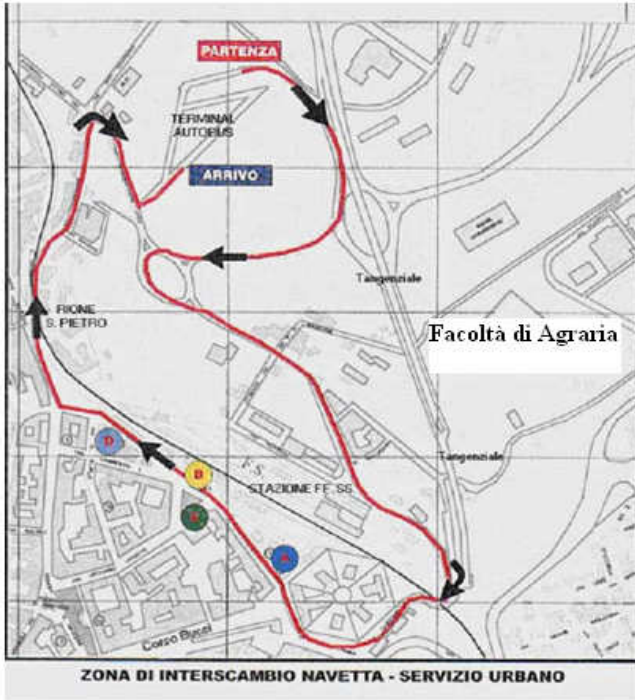 PARTENZA
TERMINAL
AUTOBUS
ARRIVO
Tangenziale
RIONE
S. PIETRO
Facoltà di Agraria
D
Tangenziale
B
F.S.
STAZIONE FF. SS.
A
Corso Bucci
ZONA DI INTERSCAMBIO NAVETTA - SERVIZIO URBANO